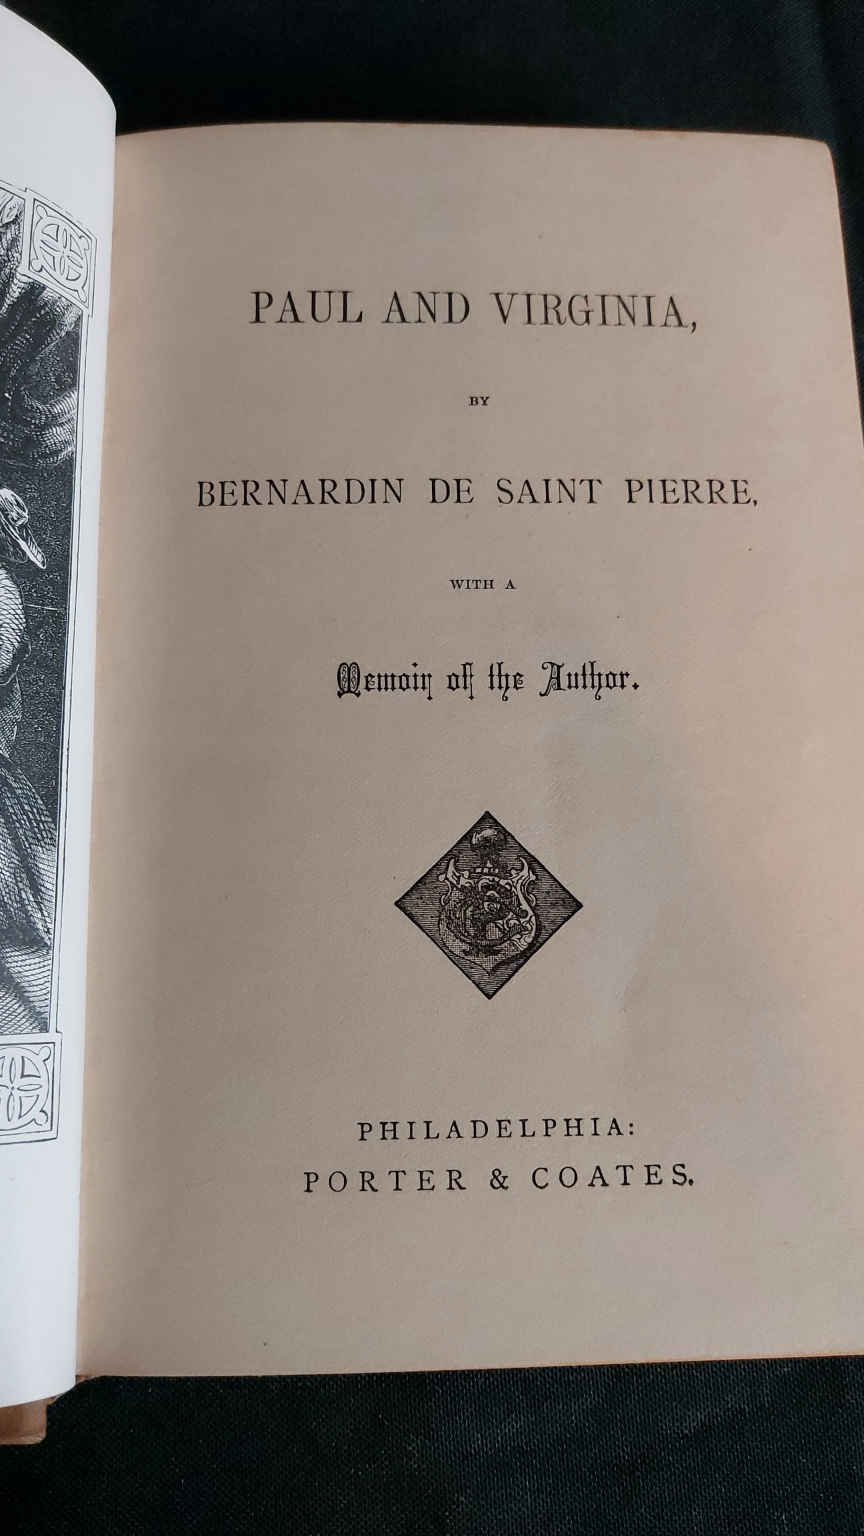 PAUL AND VIRGINIA,
BY
BERNARDIN DE SAINT PIERRE,
WITH A
Memoir of the Author.
PHILADELPHIA:
PORTER & COATES.